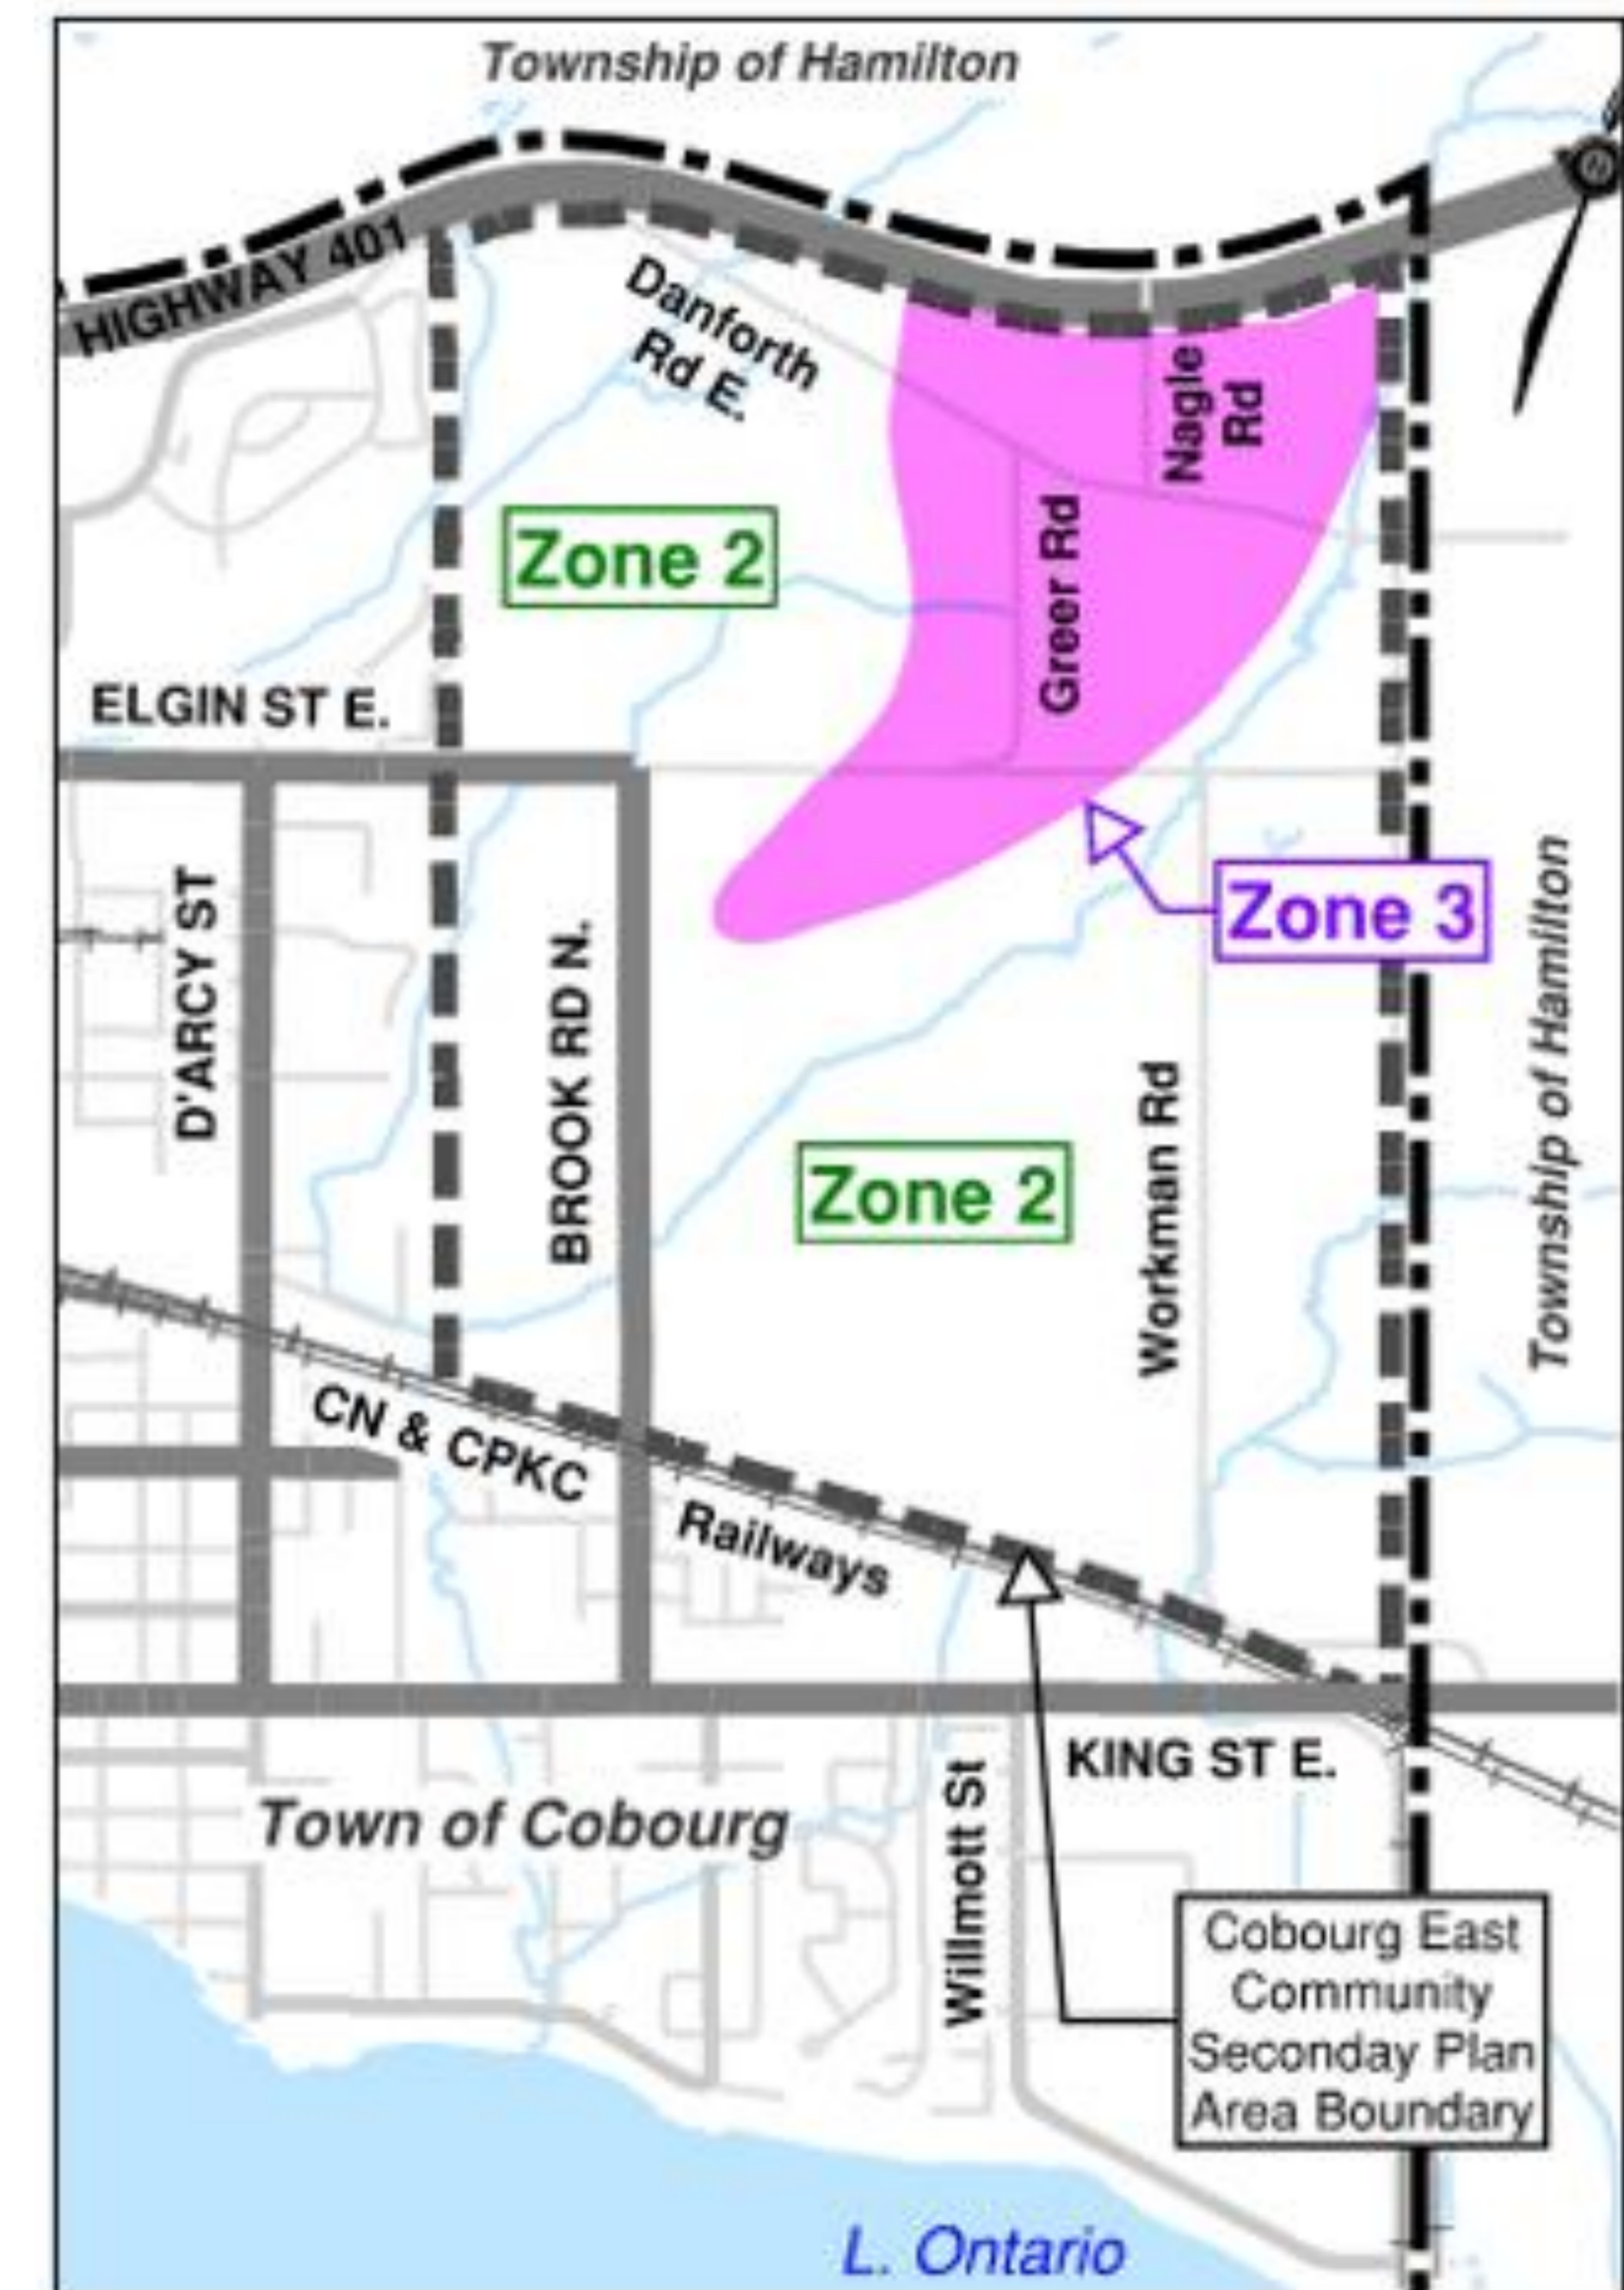 Township of Hamilton
HIGHWAY 401
Danforth
Rd E.
Nagle
Rd
Zone 2
Greer Rd
ELGIN ST E.
Zone 3
D'ARCY ST
BROOK RD N.
Township of Hamilton
Workman Rd
Zone 2
CN & CPKC
Railways
KING ST E.
Town of Cobourg
Willmott St
Cobourg East
Community
Seconday Plan
Area Boundary
L. Ontario